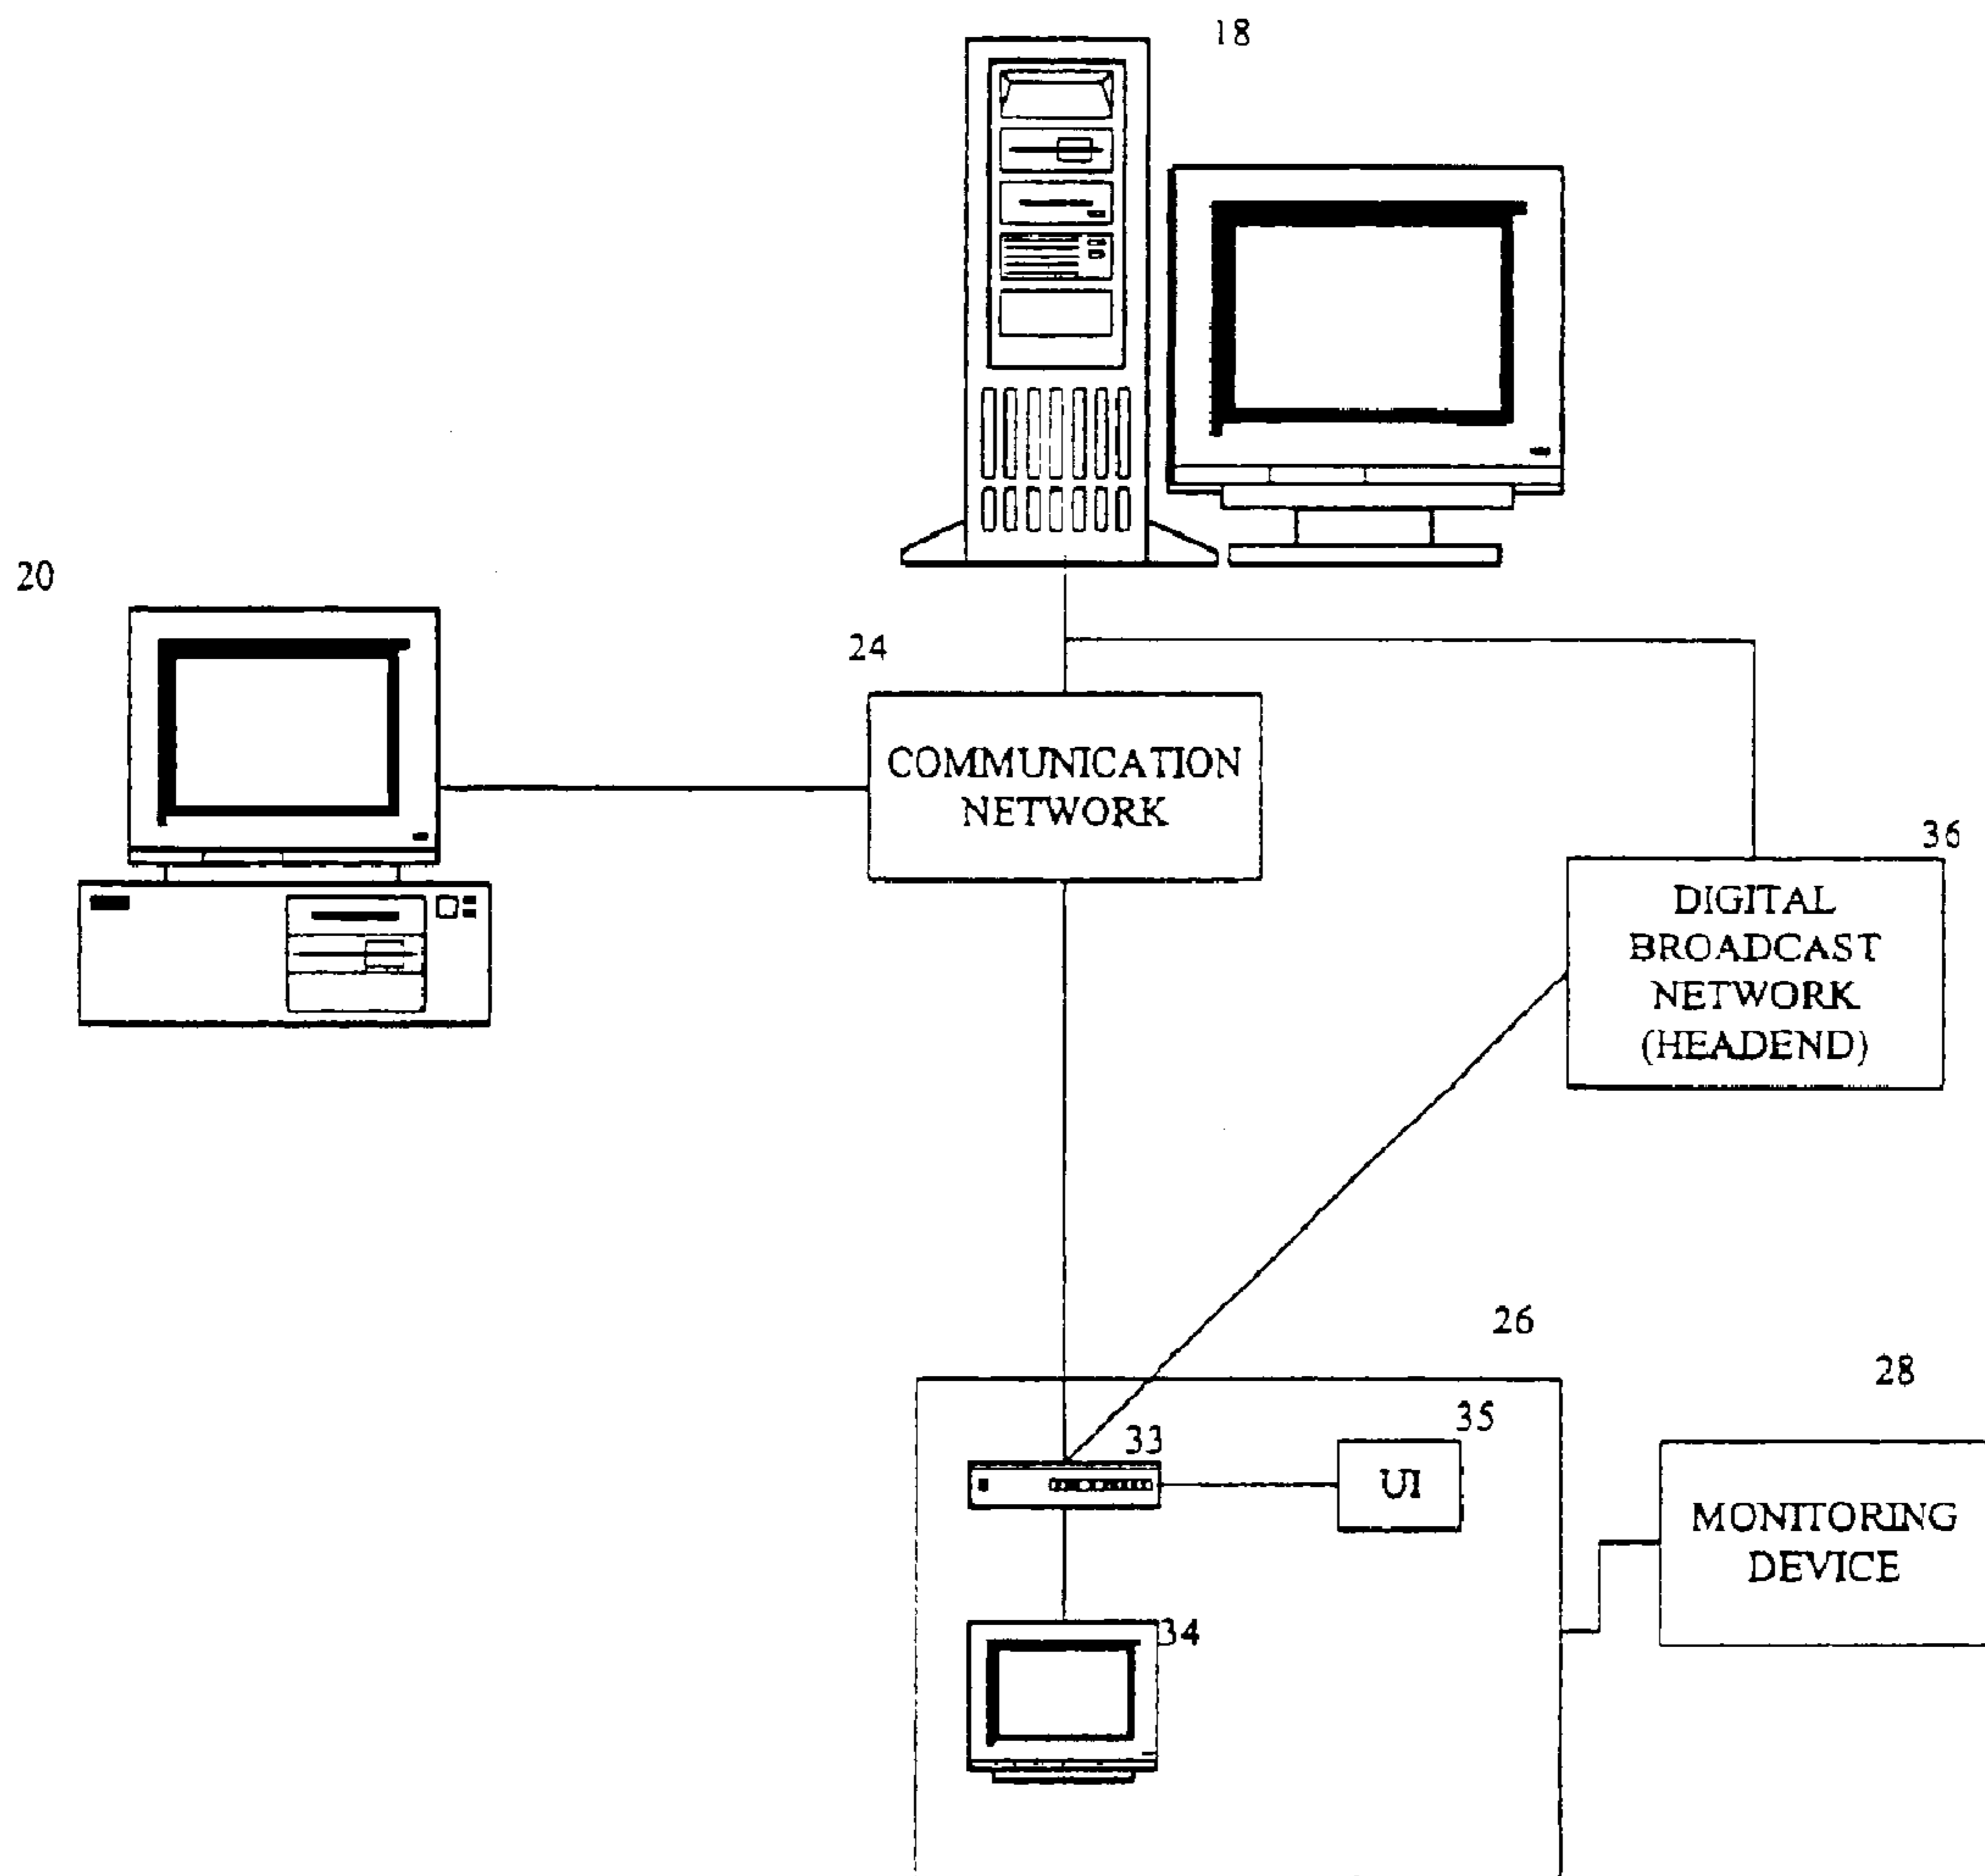 18
20
24
COMMUNICATION
NETWORK
36
DIGITAL
BROADCAST
NETWORK
(HEADEND)
26
28
35
33
UI
MONITORING
DEVICE
34